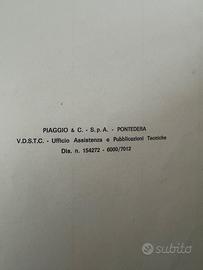 PIAGGIO & C. - S.p.A. - PONTEDERA
V.D.S.T.C. - Ufficio Assistenza e Pubblicazioni Tecniche
Dis. n. 154272 - 6000/7012
subito